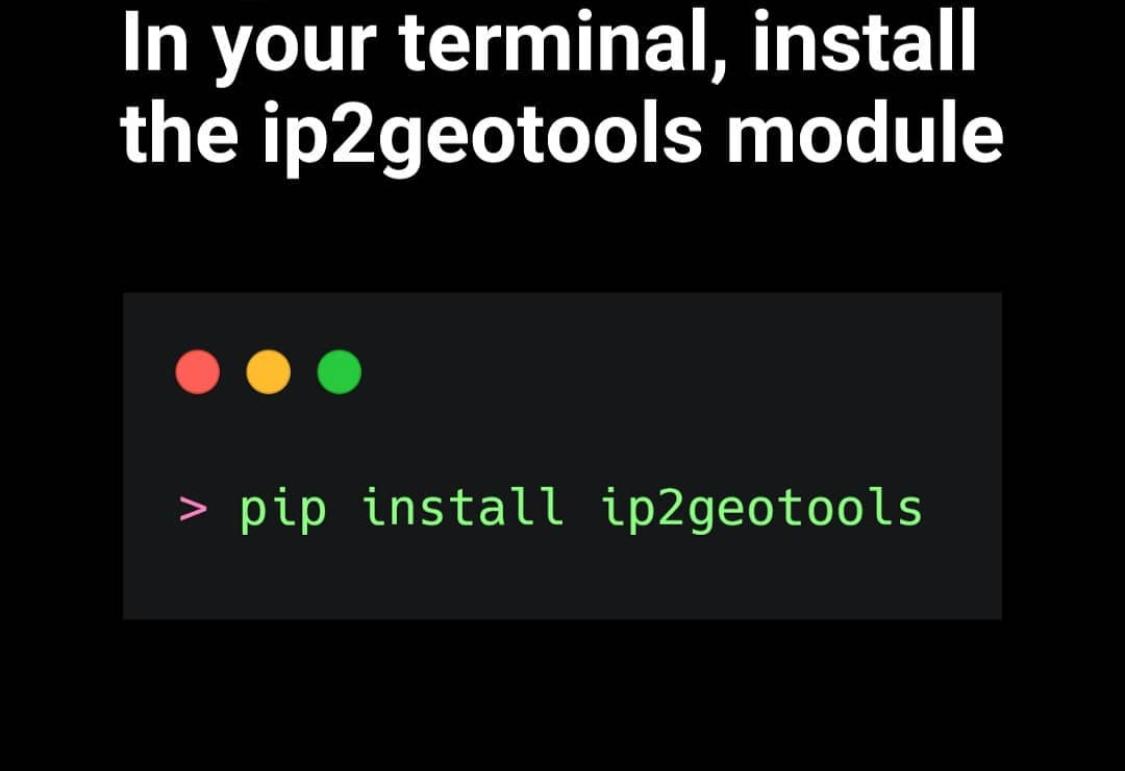 In your terminal, install
the ip2geotools module
> pip install ip2geotools